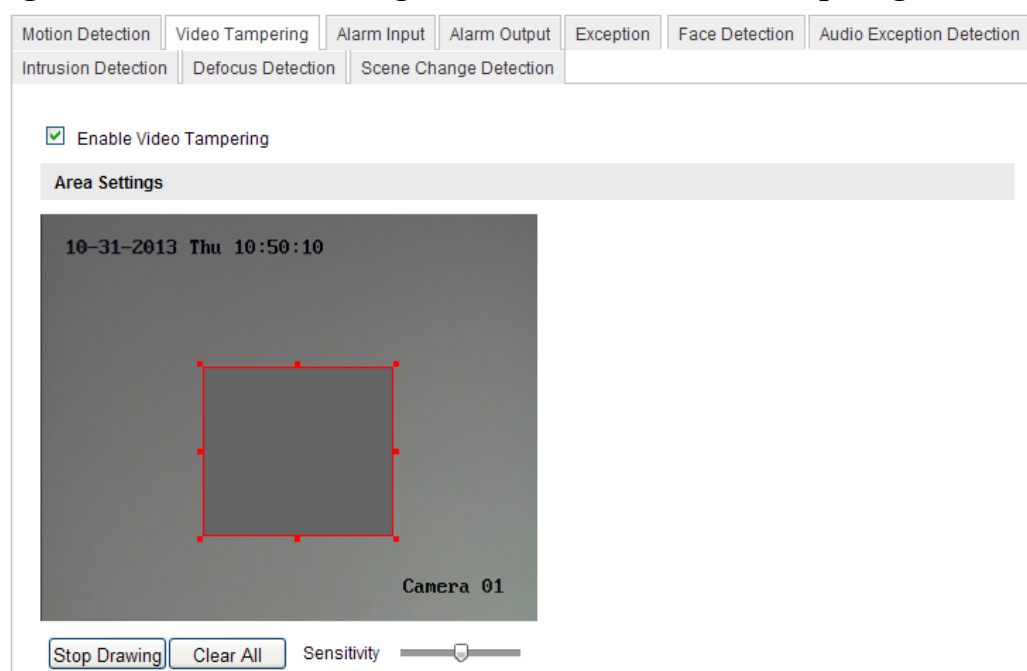 Motion Detection Video Tampering Alarm Input Alarm Output Exception Face Detection Audio Exception Detection
Intrusion Detection Defocus Detection Scene Change Detection
Enable Video Tampering
Area Settings
10-31-2013 Thu 10:50:10
Camera 01
Stop Drawing Clear All Sensitivity